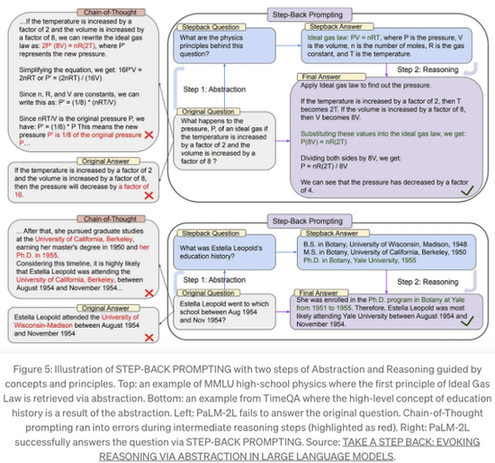 Chain-of-Thought
...If the temperature is increased by a
factor of 2 and the volume is increased by
a factor of 8, we can rewrite the ideal gas
law as: 2P' (8V) = nR(2T), where P'
represents the new pressure.
Simplifying the equation, we get: 16P'V =
2nRT or P' = (2nRT) / (16V)
Since n, R, and V are constants, we can
write this as: P' = (1/8) * (nRT/V)
Since nRT/V is the original pressure P, we
have: P' = (1/8) * P This means the new
pressure P' is 1/8 of the original pressure
P…
Original Answer
If the temperature is increased by a factor
of 2 and the volume is increased by a factor of 8,
then the pressure will decrease by a factor of
16.
Step-Back Prompting
Stepback Question
What are the physics
principles behind this
question?
Step 1: Abstraction
Original Question
What happens to the
pressure, P, of an ideal gas if
the temperature is increased
by a factor of 2 and the
volume is increased by a
factor of 8 ?
Stepback Answer
Ideal gas law: PV = nRT, where P is the pressure, V
is the volume, n is the number of moles, R is the gas
constant, and T is the temperature.
Step 2: Reasoning
Final Answer
Apply Ideal gas law to find out the pressure.
If the temperature is increased by a factor of 2, then T
becomes 2T. If the volume is increased by a factor of 8,
then V becomes 8V.
Substituting these values into the ideal gas law, we get:
P(8V) = nR(2T)
Dividing both sides by 8V, we get:
P = nR(2T) / 8V
We can see that the pressure has decreased by a factor
of 4.
Chain-of-Thought
... After that, she pursued graduate studies
at the University of California, Berkeley,
earning her master's degree in 1950 and her
Ph.D. in 1955.
Considering this timeline, it is highly likely
that Estella Leopold was attending the
University of California, Berkeley, between
August 1954 and November 1954...
Original Answer
Estella Leopold attended the University of
Wisconsin-Madison between August 1954
and November 1954
Step-Back Prompting
Stepback Question
What was Estella Leopold's
education history?
Step 1: Abstraction
Original Question
Estella Leopold went to which
school between Aug 1954
and Nov 1954?
Stepback Answer
B.S. in Botany, University of Wisconsin, Madison, 1948
M.S. in Botany, University of California, Berkeley, 1950
Ph.D. in Botany, Yale University, 1955
Step 2: Reasoning
Final Answer
She was enrolled in the Ph.D. program in Botany at Yale
from 1951 to 1955. Therefore, Estella Leopold was most
likely attending Yale University between August 1954 and
November 1954.
Figure 5: Illustration of STEP-BACK PROMPTING with two steps of Abstraction and Reasoning guided by
concepts and principles. Top: an example of MMLU high-school physics where the first principle of Ideal Gas
Law is retrieved via abstraction. Bottom: an example from TimeQA where the high-level concept of education
history is a result of the abstraction. Left: PaLM-2L fails to answer the original question. Chain-of-Thought
prompting ran into errors during intermediate reasoning steps (highlighted as red). Right: PaLM-2L
successfully answers the question via STEP-BACK PROMPTING. Source: TAKE A STEP BACK: EVOKING
REASONING VIA ABSTRACTION IN LARGE LANGUAGE MODELS.